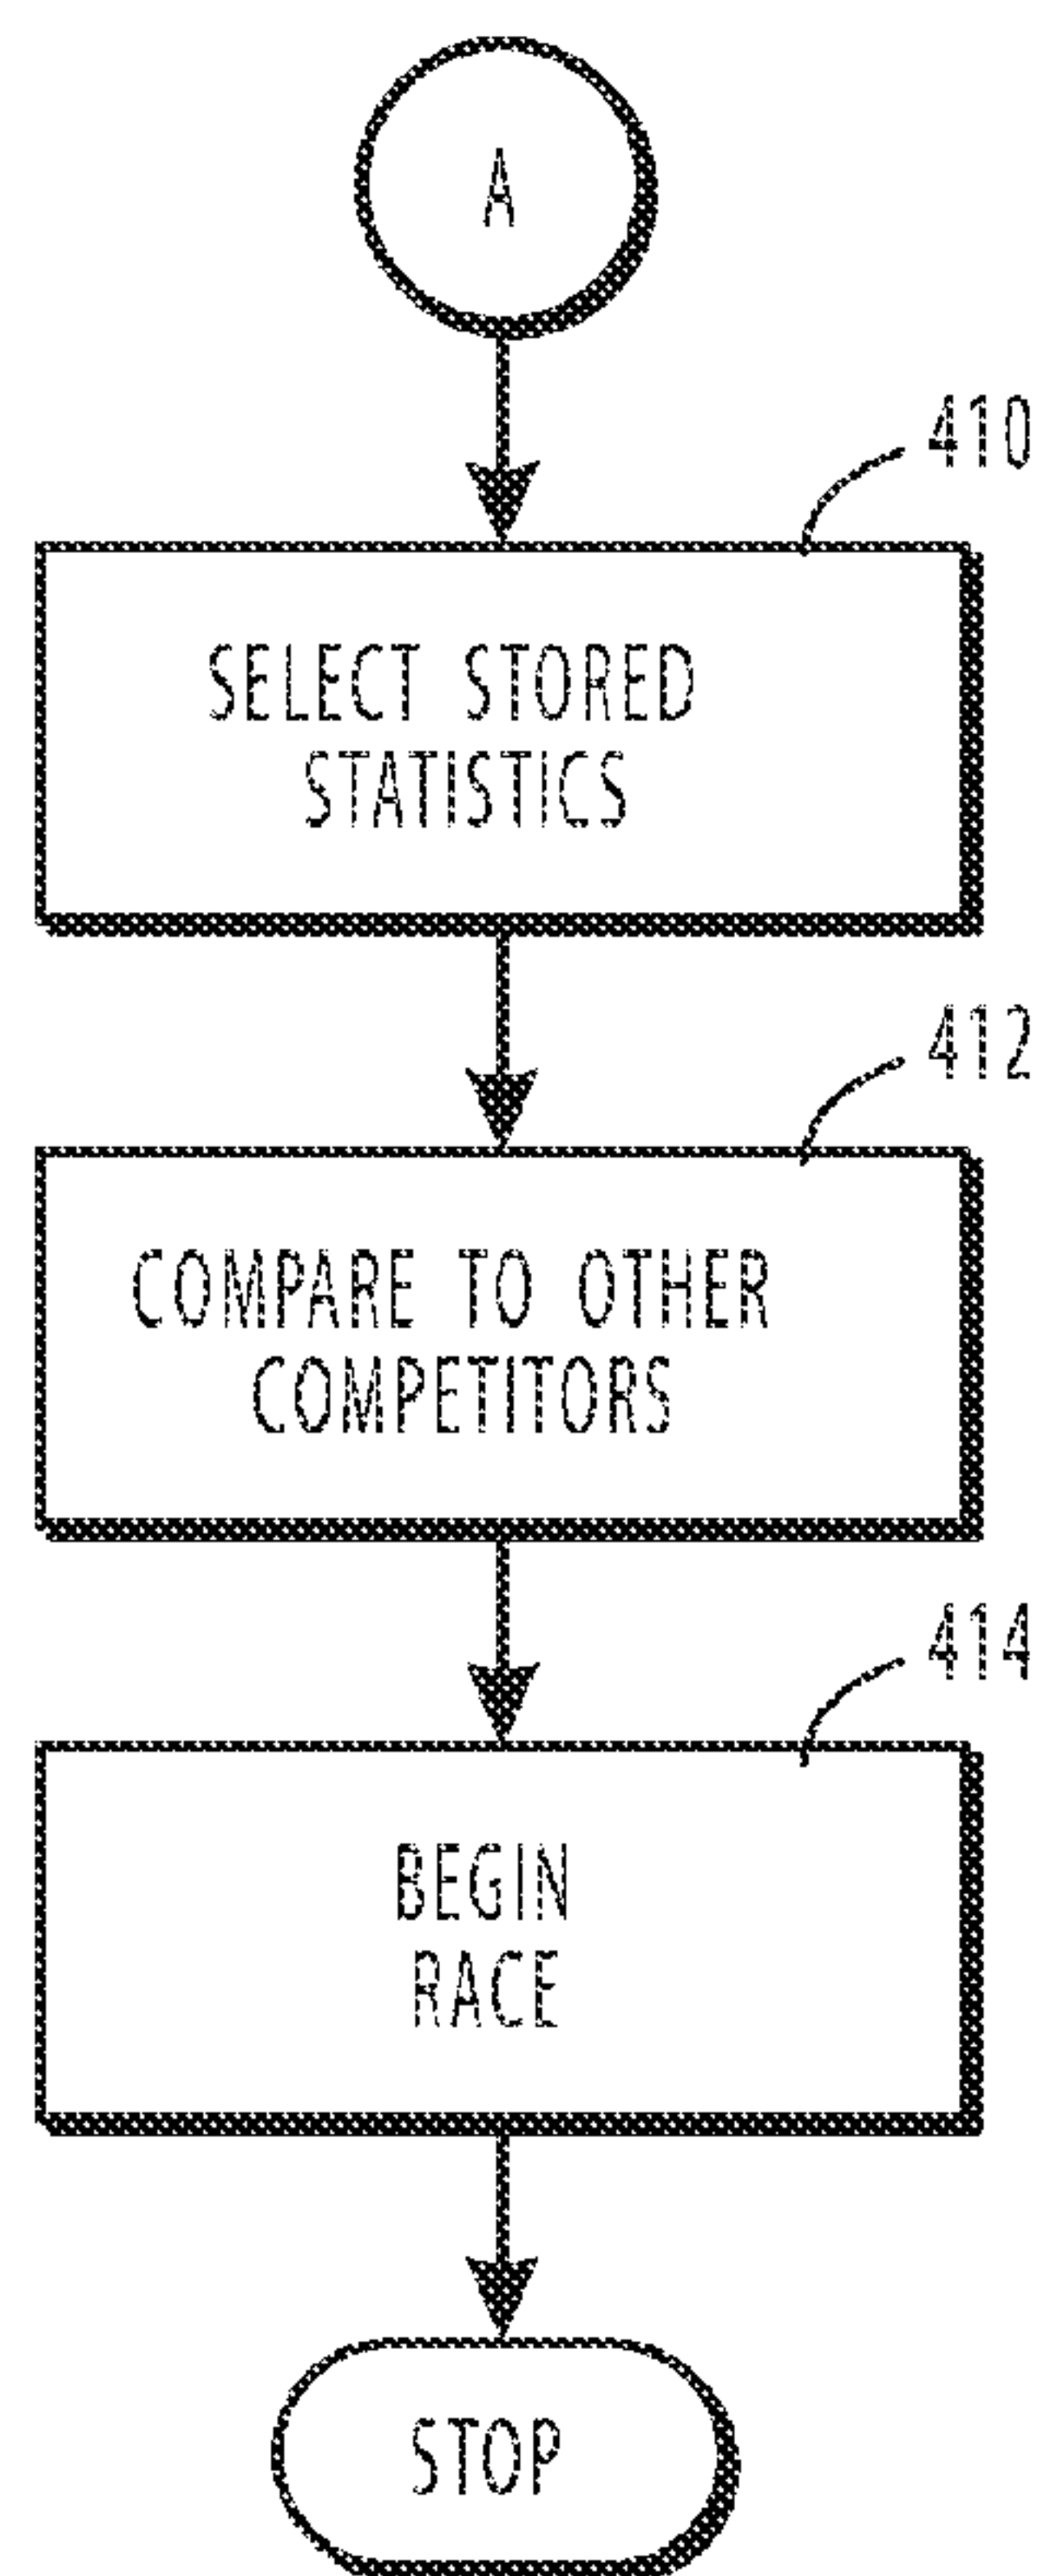 A
410
SELECT STORED
STATISTICS
412
COMPARE TO OTHER
COMPETITORS
414
BEGIN
RACE
STOP